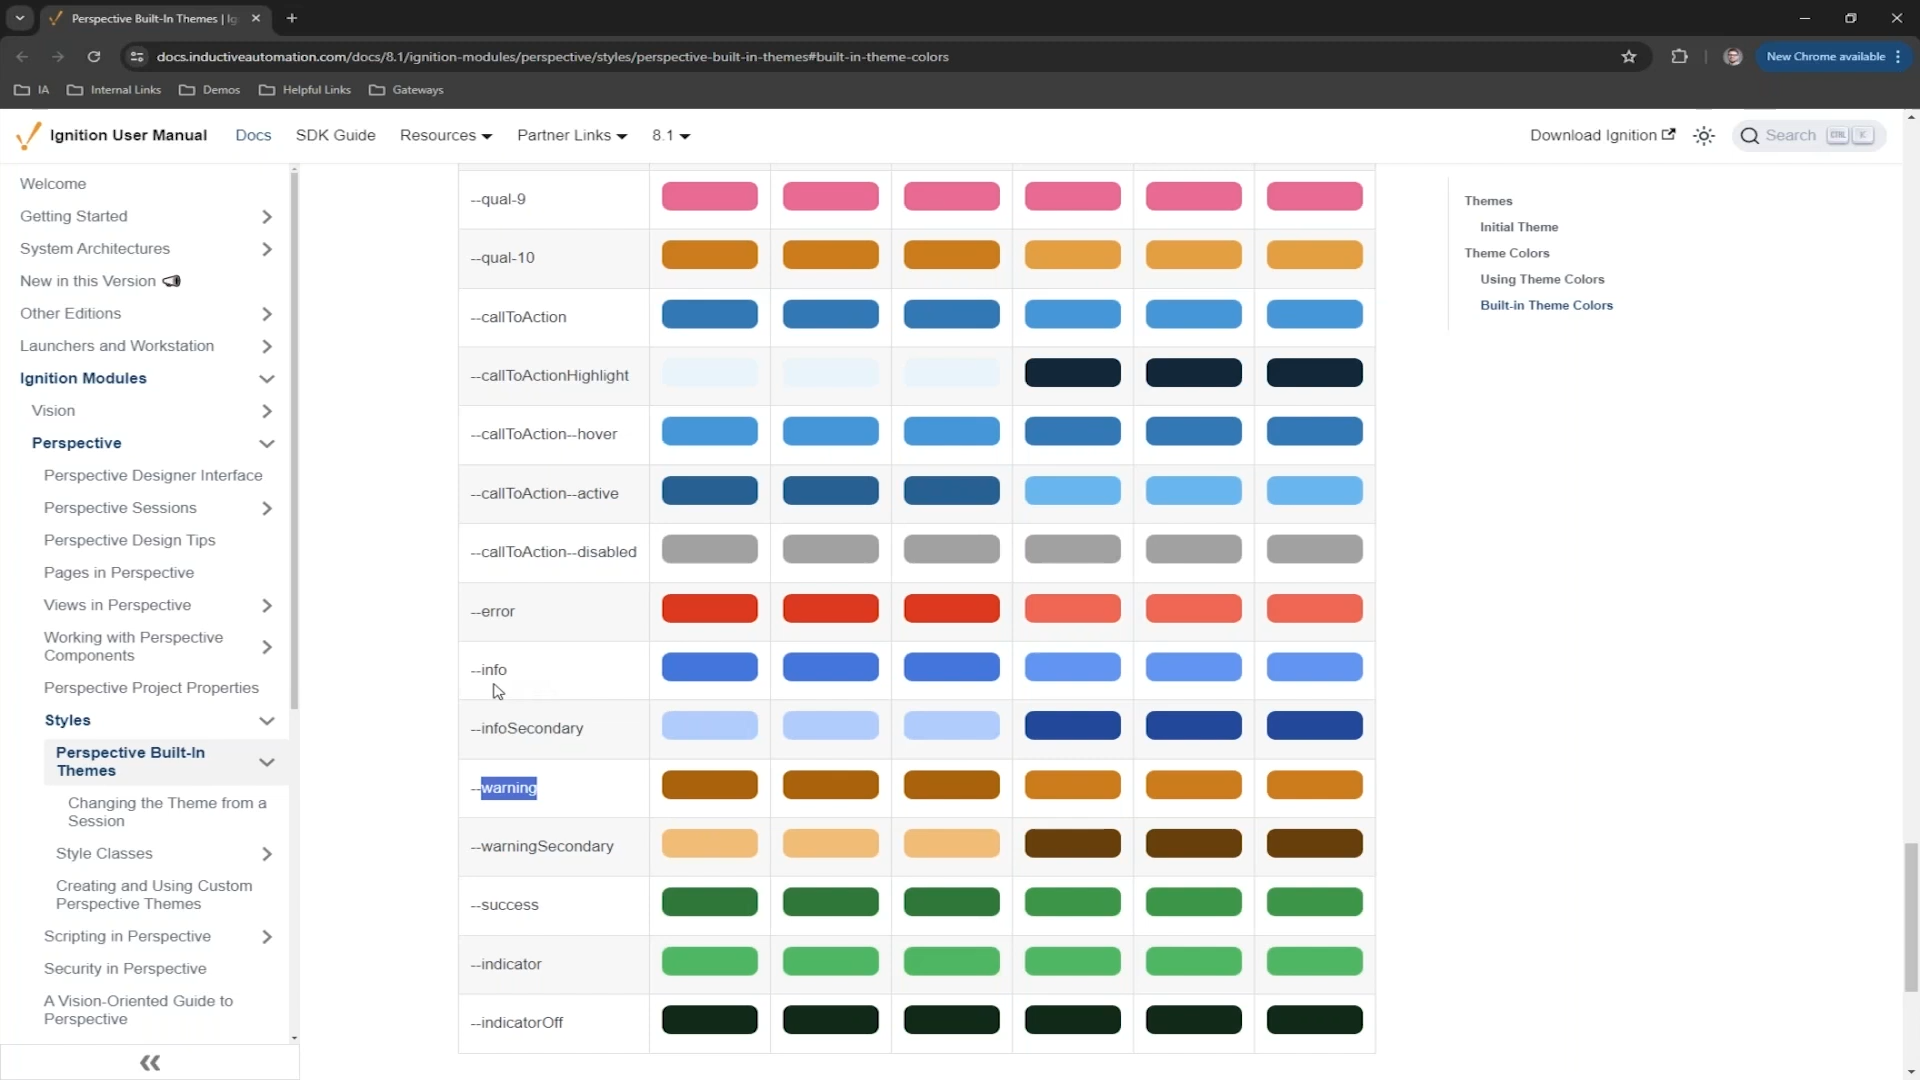 Perspective Built-In Themes | Ig
docs.inductiveautomation.com/docs/8.1/ignition-modules/perspective/styles/perspective-built-in-themes#built-in-theme-colors
New Chrome available
IA
Internal Links
Demos
Helpful Links
Gateways
Ignition User Manual
Docs
SDK Guide
Resources
Partner Links
8.1
Download Ignition
Search
CTRL
K
Welcome
Getting Started
System Architectures
New in this Version
Other Editions
Launchers and Workstation
Ignition Modules
Vision
Perspective
Perspective Designer Interface
Perspective Sessions
Perspective Design Tips
Pages in Perspective
Views in Perspective
Working with Perspective
Components
Perspective Project Properties
Styles
Perspective Built-In
Themes
Changing the Theme from a
Session
Style Classes
Creating and Using Custom
Perspective Themes
Scripting in Perspective
Security in Perspective
A Vision-Oriented Guide to
Perspective
--qual-9
--qual-10
--callToAction
--callToActionHighlight
--callToAction--hover
--callToAction--active
--callToAction--disabled
--error
--info
--infoSecondary
--warning
--warningSecondary
--success
--indicator
--indicatorOff
Themes
Initial Theme
Theme Colors
Using Theme Colors
Built-in Theme Colors